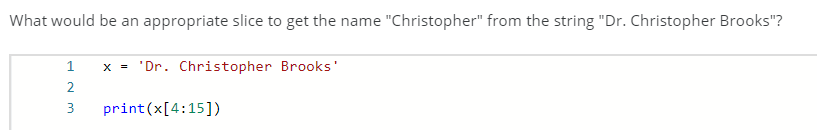 What would be an appropriate slice to get the name "Christopher" from the string "Dr. Christopher Brooks"?
1 x = 'Dr. Christopher Brooks'
2
3 print(x[4:15])